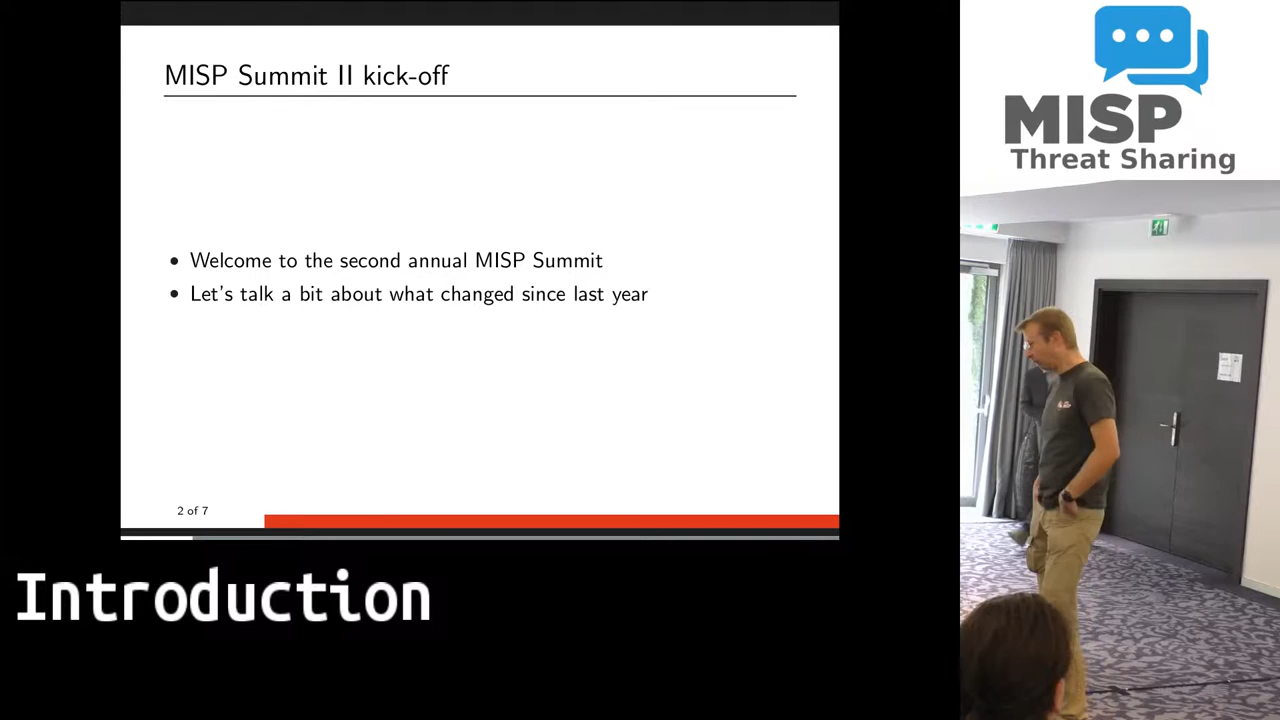 MISP Summit II kick-off
• Welcome to the second annual MISP Summit
• Let's talk a bit about what changed since last year
2 of 7
Introduction
MISP
Threat Sharing